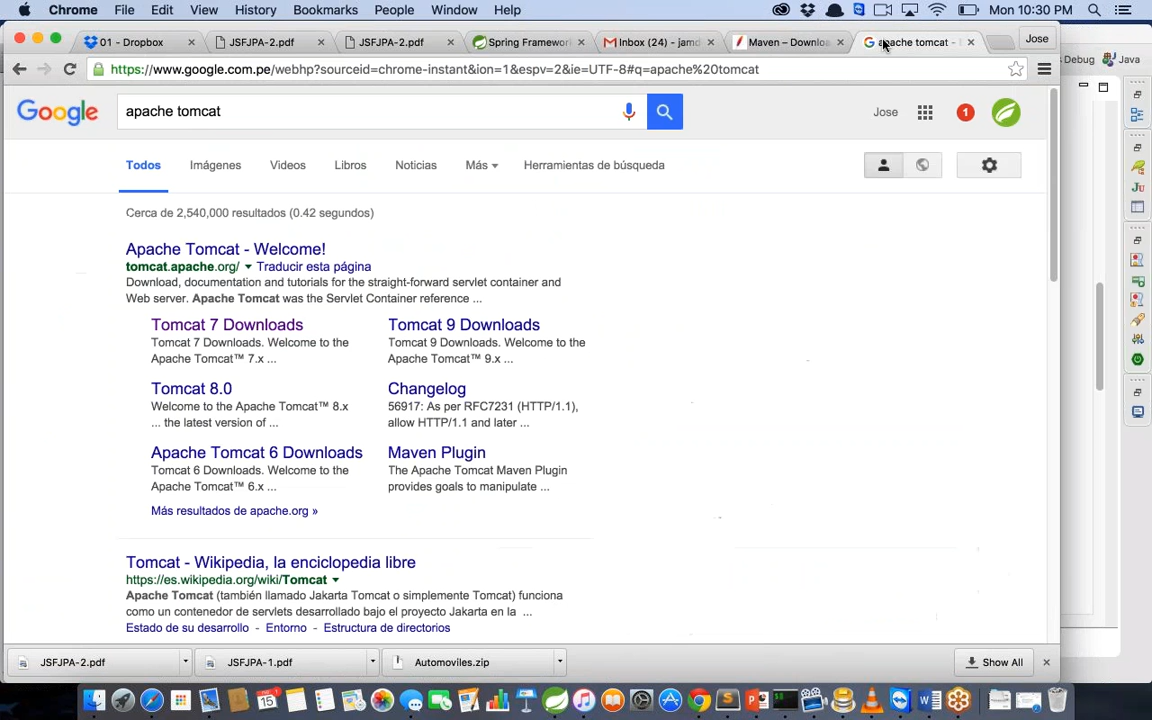 Chrome File Edit View History Bookmarks People Window Help Mon 10:30 PM
01 - Dropbox JSFJPA-2.pdf JSFJPA-2.pdf Spring Framewor Inbox (24) - jamd Maven – Downloa apache tomcat - Jose
Debug Java
https://www.google.com.pe/webhp?sourceid=chrome-instant&ion=1&espv=2&ie=UTF-8#q=apache%20tomcat
Google apache tomcat Jose 1
Todos Imágenes Videos Libros Noticias Más Herramientas de búsqueda
Cerca de 2,540,000 resultados (0.42 segundos)
Apache Tomcat - Welcome!
tomcat.apache.org/ Traducir esta página
Download, documentation and tutorials for the straight-forward servlet container and
Web server. Apache Tomcat was the Servlet Container reference ...
Tomcat 7 Downloads
Tomcat 7 Downloads. Welcome to the
Apache Tomcat™ 7.x ...
Tomcat 9 Downloads
Tomcat 9 Downloads. Welcome to the
Apache Tomcat™ 9.x ...
Tomcat 8.0
Welcome to the Apache Tomcat™ 8.x
... the latest version of ...
Changelog
56917: As per RFC7231 (HTTP/1.1),
allow HTTP/1.1 and later ...
Apache Tomcat 6 Downloads
Tomcat 6 Downloads. Welcome to the
Apache Tomcat™ 6.x ...
Maven Plugin
The Apache Tomcat Maven Plugin
provides goals to manipulate ...
Más resultados de apache.org »
Tomcat - Wikipedia, la enciclopedia libre
https://es.wikipedia.org/wiki/Tomcat
Apache Tomcat (también llamado Jakarta Tomcat o simplemente Tomcat) funciona
como un contenedor de servlets desarrollado bajo el proyecto Jakarta en la ...
Estado de su desarrollo - Entorno - Estructura de directorios
JSFJPA-2.pdf JSFJPA-1.pdf Automoviles.zip Show All